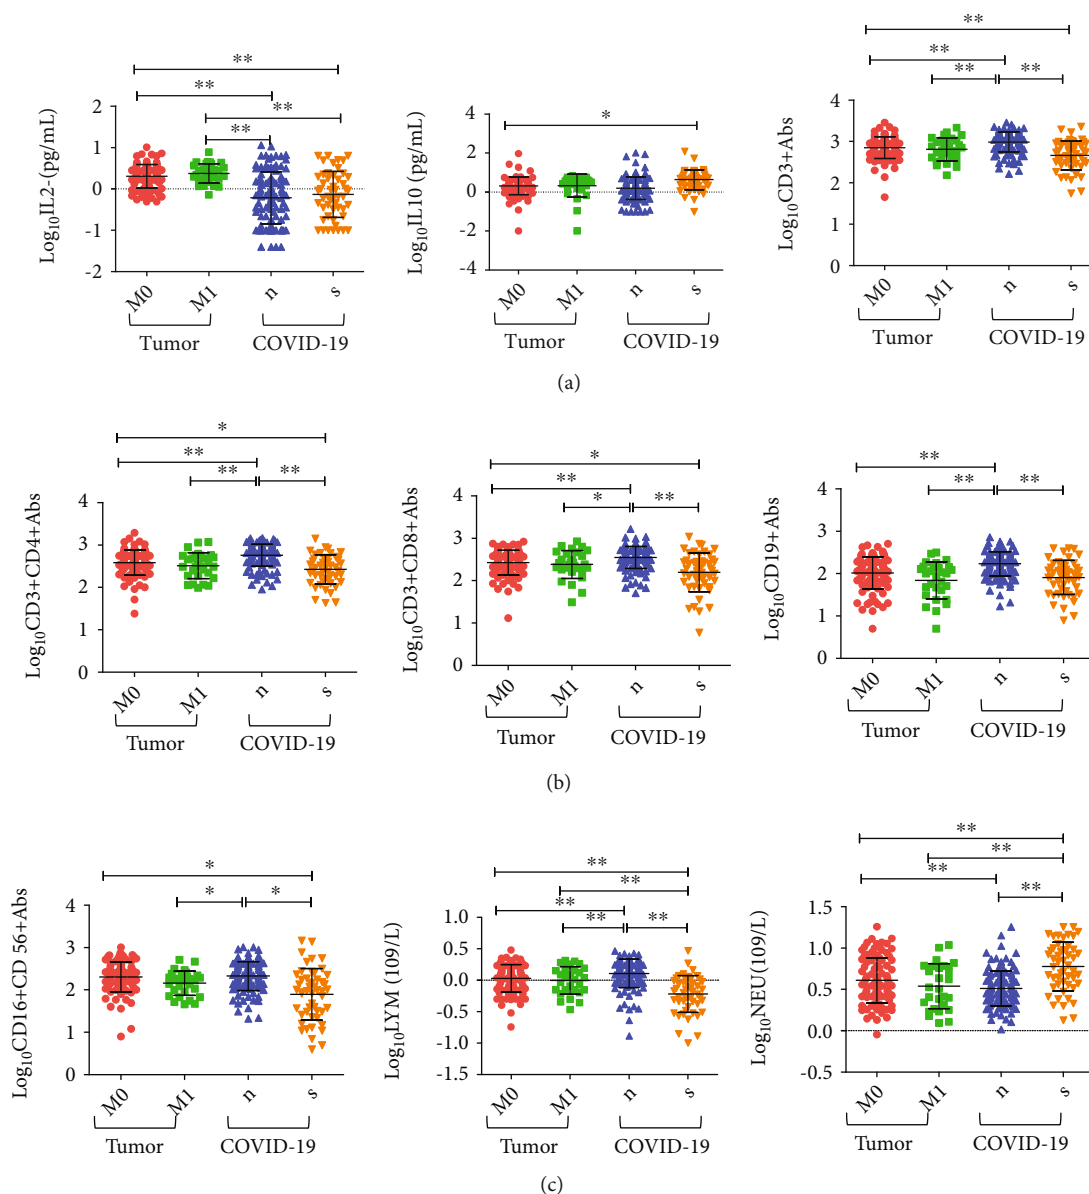 ** ** ** **
Log10IL2-(pg/mL)
2 1 0 -1 -2
M0 M1 n s
Tumor COVID-19
*
Log10IL10 (pg/mL)
4 2 0 -2 -4
M0 M1 n s
Tumor COVID-19
** ** ** **
Log10CD3+Abs
4 3 2 1 0
M0 M1 n s
Tumor COVID-19
(a)
* ** ** **
Log10CD3+CD4+Abs
4 3 2 1 0
M0 M1 n s
Tumor COVID-19
* ** * **
Log10CD3+CD8+Abs
4 3 2 1 0
M0 M1 n s
Tumor COVID-19
** ** **
Log10CD19+Abs
4 3 2 1 0
M0 M1 n s
Tumor COVID-19
(b)
* * *
Log10CD16+CD 56+Abs
4 3 2 1 0
M0 M1 n s
Tumor COVID-19
** ** ** ** **
Log10LYM (109/L)
1.0 0.5 0.0 -0.5 -1.0 -1.5
M0 M1 n s
Tumor COVID-19
** ** ** **
Log10NEU(109/L)
1.5 1.0 0.5 0.0 -0.5
M0 M1 n s
Tumor COVID-19
(c)